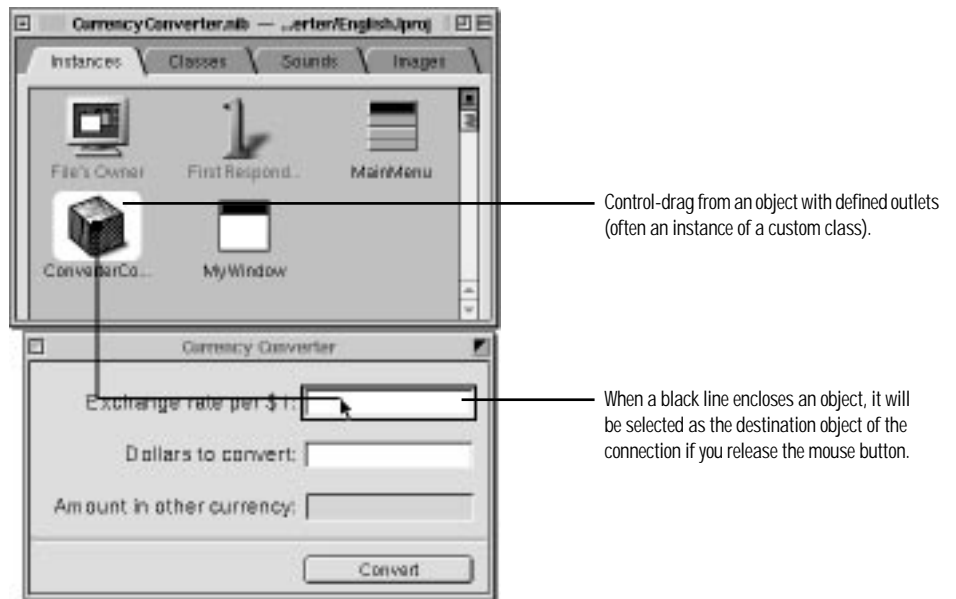 CurrencyConverter.nib — ...erter/English.lproj
Instances Classes Sounds Images
File's Owner First Respond... MainMenu
ConverterCo... MyWindow
Control-drag from an object with defined outlets
(often an instance of a custom class).
Currency Converter
Exchange rate per $1:
Dollars to convert:
Amount in other currency:
Convert
When a black line encloses an object, it will
be selected as the destination object of the
connection if you release the mouse button.